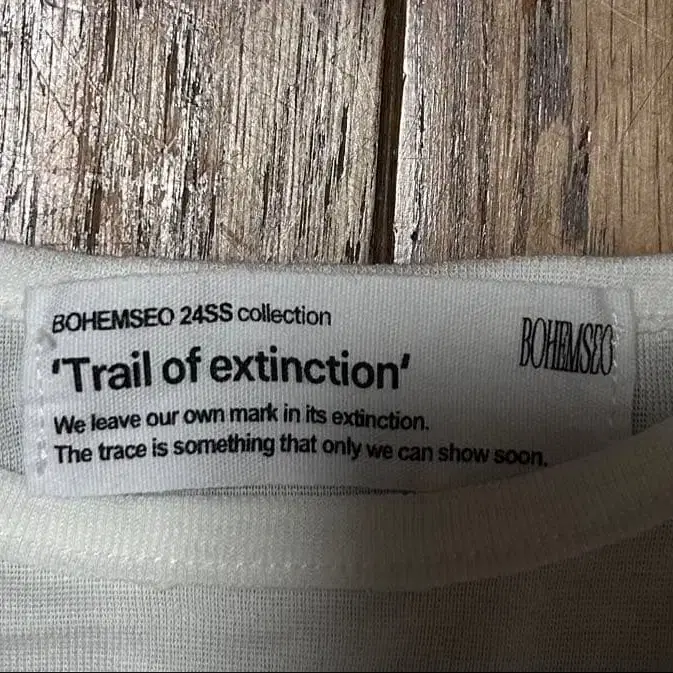 BOHEMSEO 24SS collection
'Trail of extinction'
We leave our own mark in its extinction.
The trace is something that only we can show soon.
BOHEMSEO